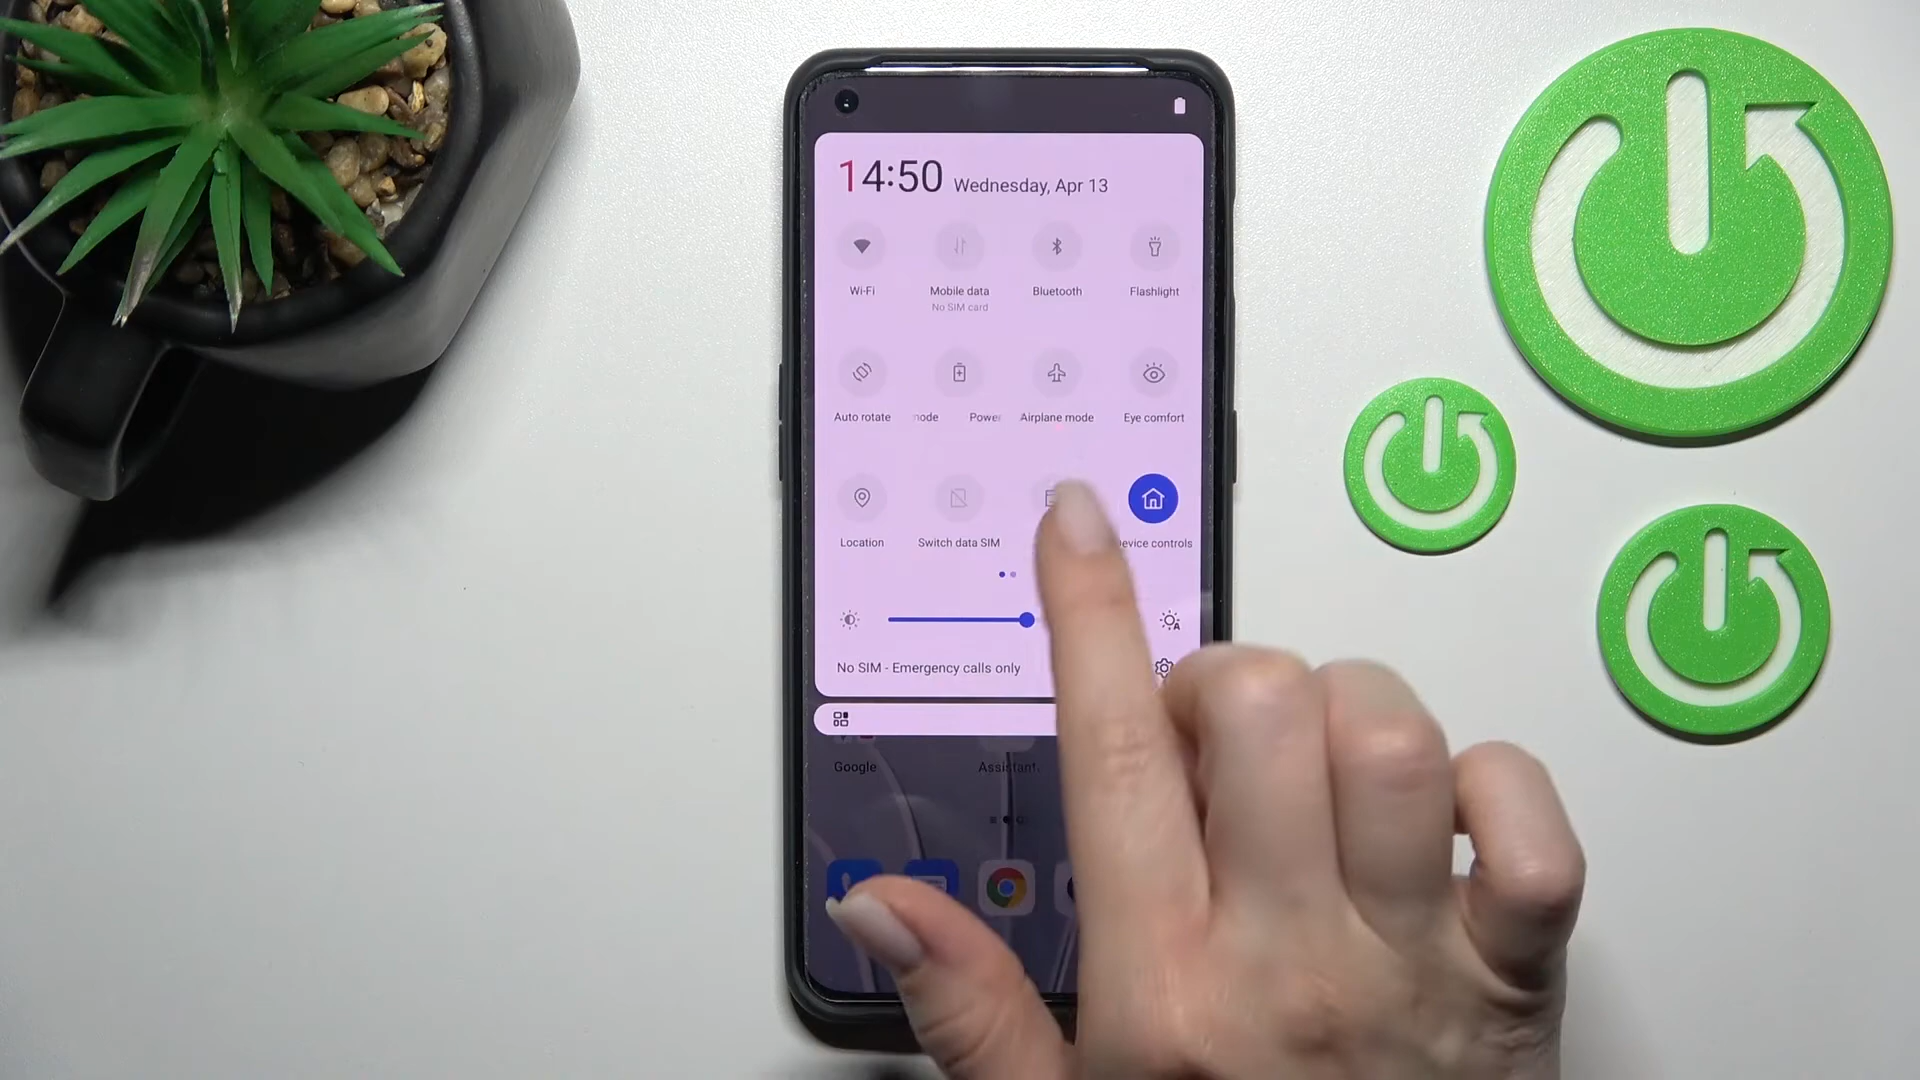 14:50 Wednesday, Apr 13
Wi-Fi Mobile data Bluetooth Flashlight
No SIM card
Auto rotate mode Power Airplane mode Eye comfort
Location Switch data SIM evice controls
No SIM - Emergency calls only
Google Assistant